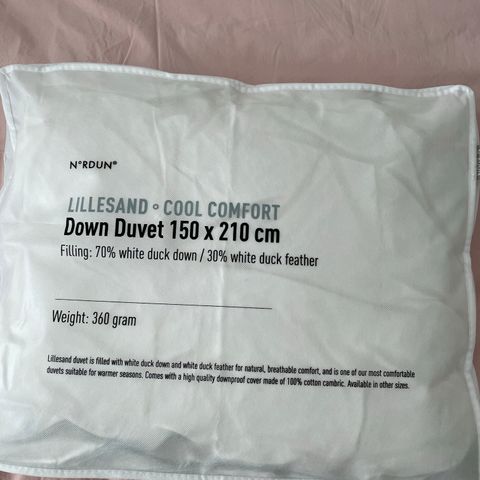 N°RDUN®
LILLESAND ° COOL COMFORT
Down Duvet 150 x 210 cm
Filling: 70% white duck down / 30% white duck feather
Weight: 360 gram
Lillesand duvet is filled with white duck down and white duck feather for natural, breathable comfort, and is one of our most comfortable
duvets suitable for warmer seasons. Comes with a high quality downproof cover made of 100% cotton cambric. Available in other sizes.